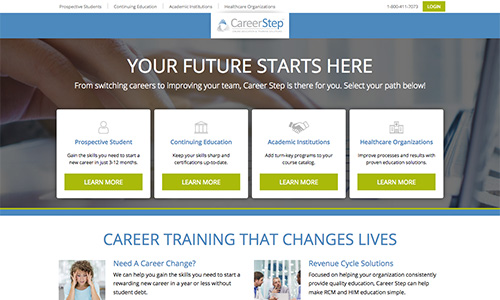 Prospective Students Continuing Education Academic Institutions Healthcare Organizations 1-800-411-7073 LOGIN
CareerStep
YOUR FUTURE STARTS HERE
From switching careers to improving your team, Career Step is there for you. Select your path below!
Prospective Student
Gain the skills you need to start a
new career in just 3-12 months.
LEARN MORE
Continuing Education
Keep your skills sharp and
certifications up-to-date.
LEARN MORE
Academic Institutions
Add turn-key programs to your
course catalog.
LEARN MORE
Healthcare Organizations
Improve processes and results with
proven education solutions.
LEARN MORE
CAREER TRAINING THAT CHANGES LIVES
Need A Career Change?
We can help you gain the skills you need to start a
rewarding new career in a year or less without
student debt.
Revenue Cycle Solutions
Focused on helping your organization consistently
provide quality education, Career Step can help
make RCM and HIM education simple.